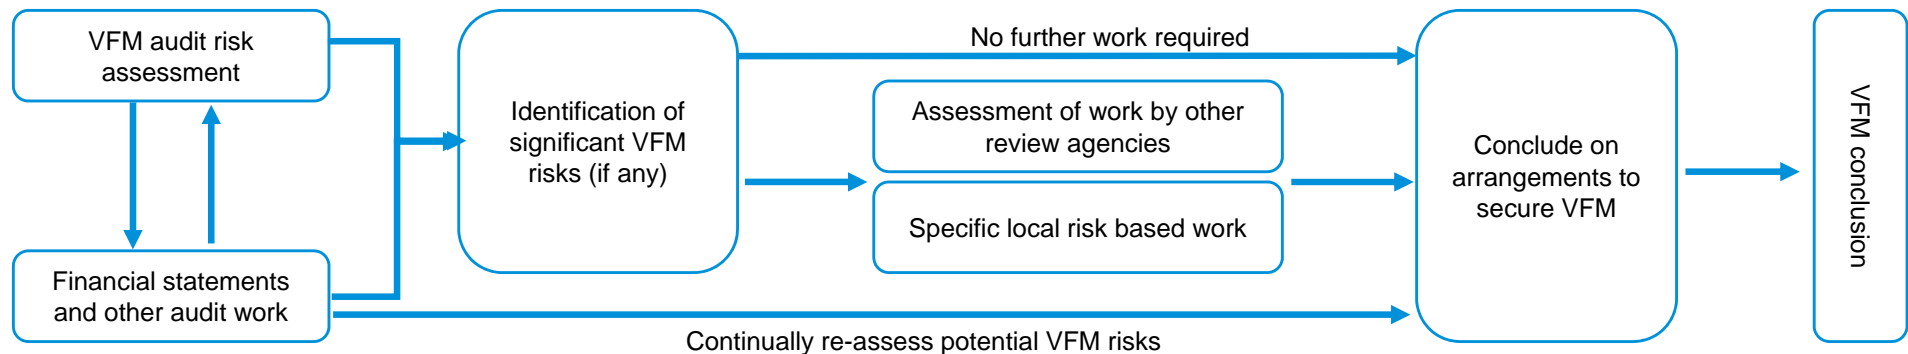 VFM audit risk
assessment
Financial statements
and other audit work
Identification of
significant VFM
risks (if any)
No further work required
Assessment of work by other
review agencies
Specific local risk based work
Continually re-assess potential VFM risks
Conclude on
arrangements to
secure VFM
VFM conclusion